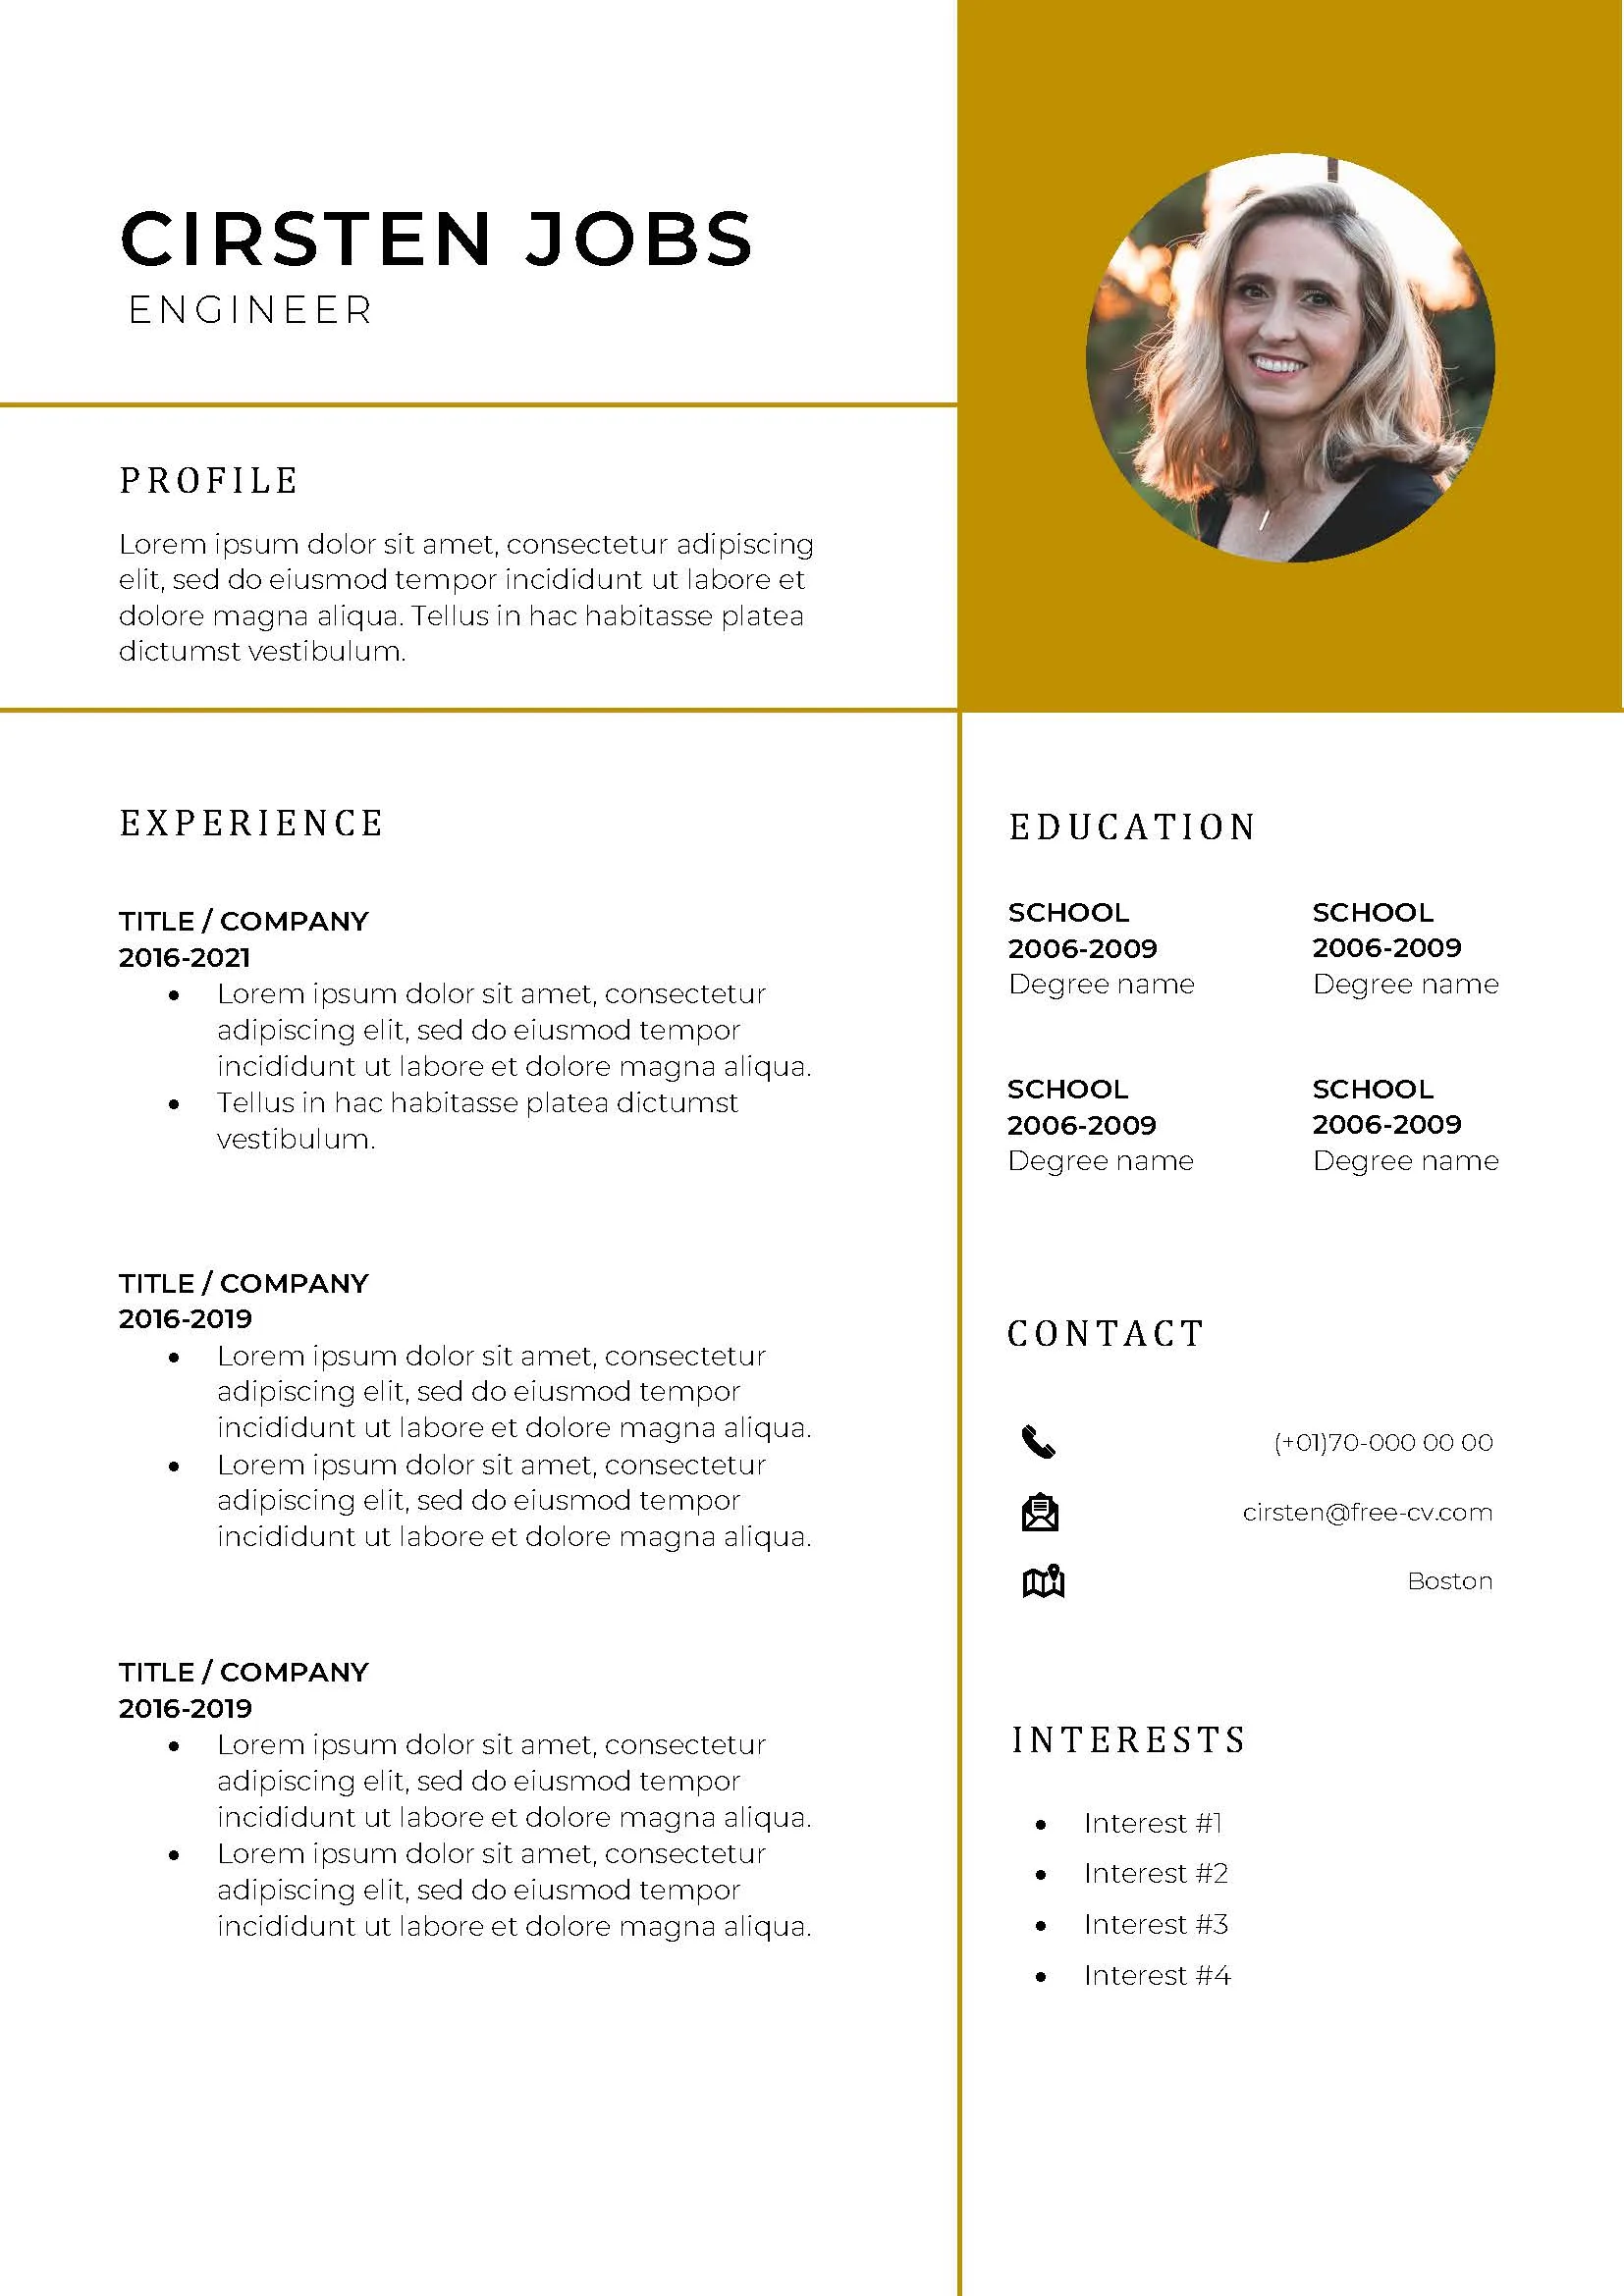 CIRSTEN JOBS
ENGINEER
PROFILE
Lorem ipsum dolor sit amet, consectetur adipiscing
elit, sed do eiusmod tempor incididunt ut labore et
dolore magna aliqua. Tellus in hac habitasse platea
dictumst vestibulum.
EXPERIENCE
TITLE / COMPANY
2016-2021
• Lorem ipsum dolor sit amet, consectetur
adipiscing elit, sed do eiusmod tempor
incididunt ut labore et dolore magna aliqua.
• Tellus in hac habitasse platea dictumst
vestibulum.
TITLE / COMPANY
2016-2019
• Lorem ipsum dolor sit amet, consectetur
adipiscing elit, sed do eiusmod tempor
incididunt ut labore et dolore magna aliqua.
• Lorem ipsum dolor sit amet, consectetur
adipiscing elit, sed do eiusmod tempor
incididunt ut labore et dolore magna aliqua.
TITLE / COMPANY
2016-2019
• Lorem ipsum dolor sit amet, consectetur
adipiscing elit, sed do eiusmod tempor
incididunt ut labore et dolore magna aliqua.
• Lorem ipsum dolor sit amet, consectetur
adipiscing elit, sed do eiusmod tempor
incididunt ut labore et dolore magna aliqua.
EDUCATION
SCHOOL
2006-2009
Degree name
SCHOOL
2006-2009
Degree name
SCHOOL
2006-2009
Degree name
SCHOOL
2006-2009
Degree name
CONTACT
(+01)70-000 00 00
cirsten@free-cv.com
Boston
INTERESTS
• Interest #1
• Interest #2
• Interest #3
• Interest #4